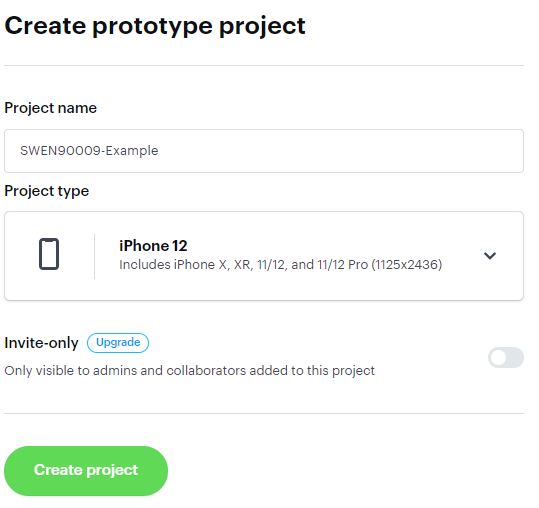 Create prototype project
Project name
SWEN90009-Example
Project type
iPhone 12
Includes iPhone X, XR, 11/12, and 11/12 Pro (1125x2436)
Invite-only Upgrade
Only visible to admins and collaborators added to this project
Create project